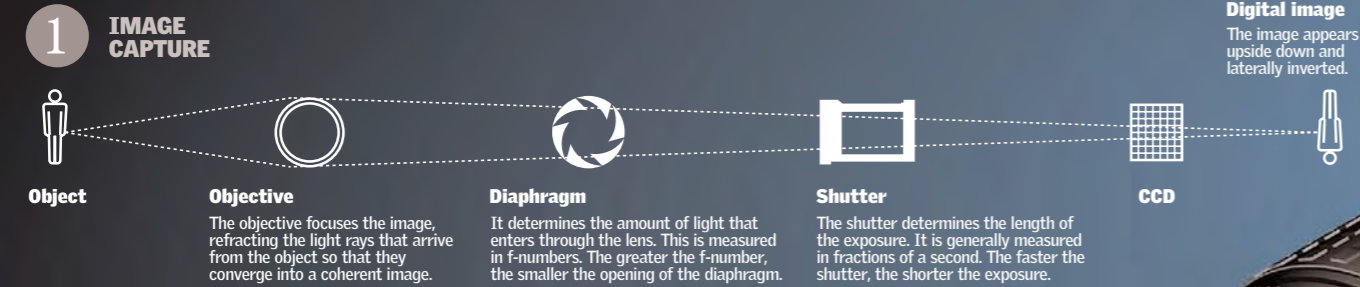 1
IMAGE
CAPTURE
Digital image
The image appears
upside down and
laterally inverted.
Object
Objective
The objective focuses the image,
refracting the light rays that arrive
from the object so that they
converge into a coherent image.
Diaphragm
It determines the amount of light that
enters through the lens. This is measured
in f-numbers. The greater the f-number,
the smaller the opening of the diaphragm.
Shutter
The shutter determines the length of
the exposure. It is generally measured
in fractions of a second. The faster the
shutter, the shorter the exposure.
CCD